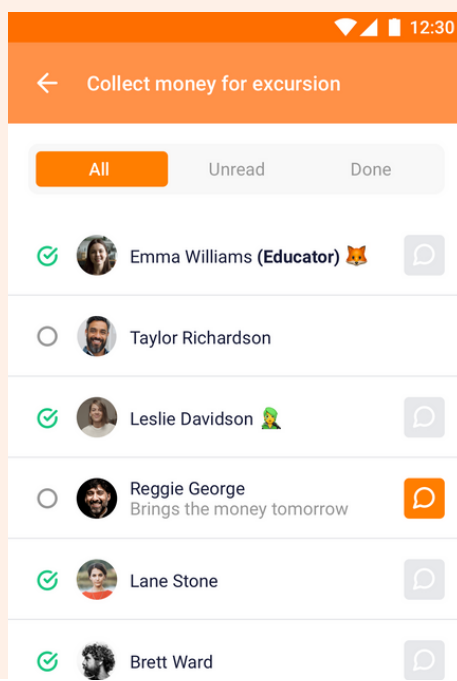 12:30
Collect money for excursion
All Unread Done
Emma Williams (Educator) 🦊
Taylor Richardson
Leslie Davidson
Reggie George
Brings the money tomorrow
Lane Stone
Brett Ward